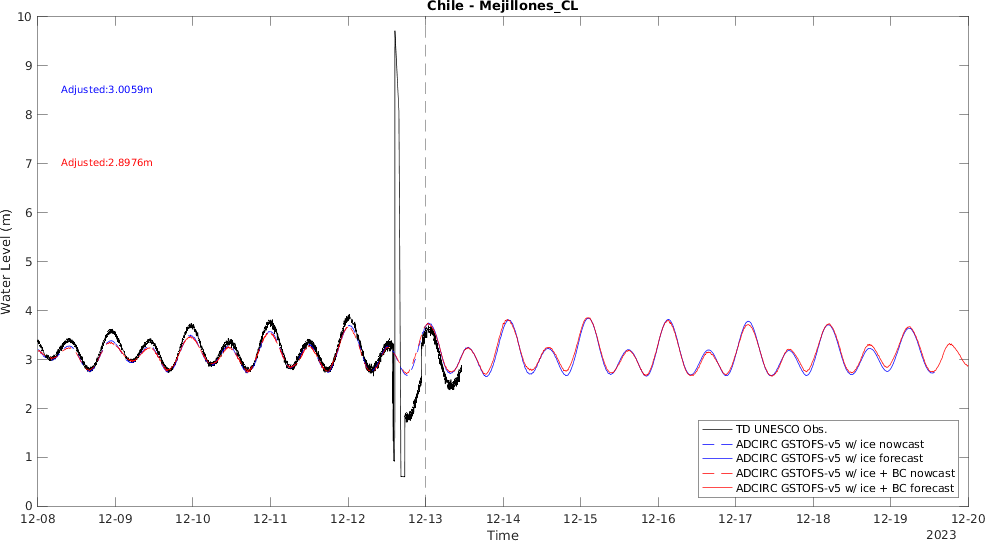 Chile - Mejillones_CL
10
9
8
7
6
5
4
3
2
1
0
Water Level (m)
Adjusted:3.0059m
Adjusted:2.8976m
TD UNESCO Obs.
ADCIRC GSTOFS-v5 w/ ice nowcast
ADCIRC GSTOFS-v5 w/ ice forecast
ADCIRC GSTOFS-v5 w/ ice + BC nowcast
ADCIRC GSTOFS-v5 w/ ice + BC forecast
12-08 12-09 12-10 12-11 12-12 12-13 12-14 12-15 12-16 12-17 12-18 12-19 12-20
Time
2023